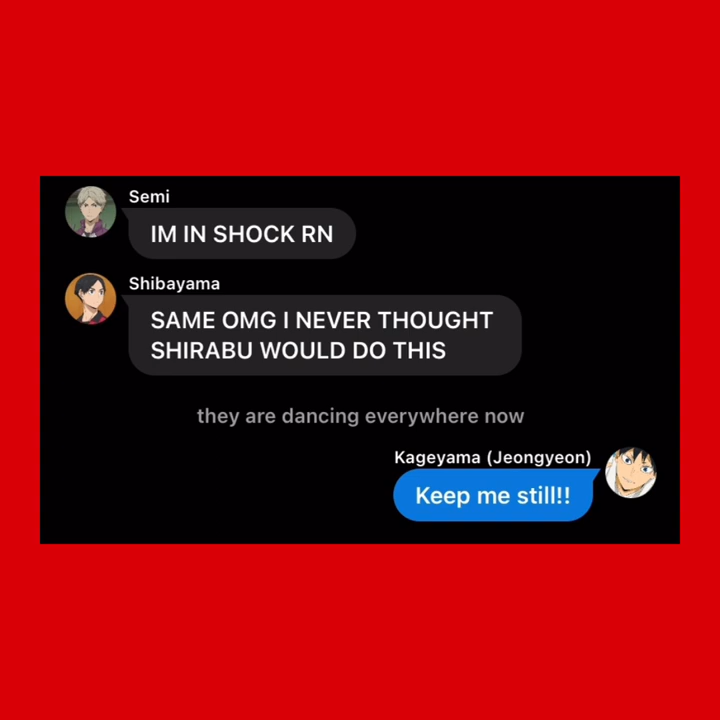 Semi
IM IN SHOCK RN
Shibayama
SAME OMG I NEVER THOUGHT
SHIRABU WOULD DO THIS
they are dancing everywhere now
Kageyama (Jeongyeon)
Keep me still!!